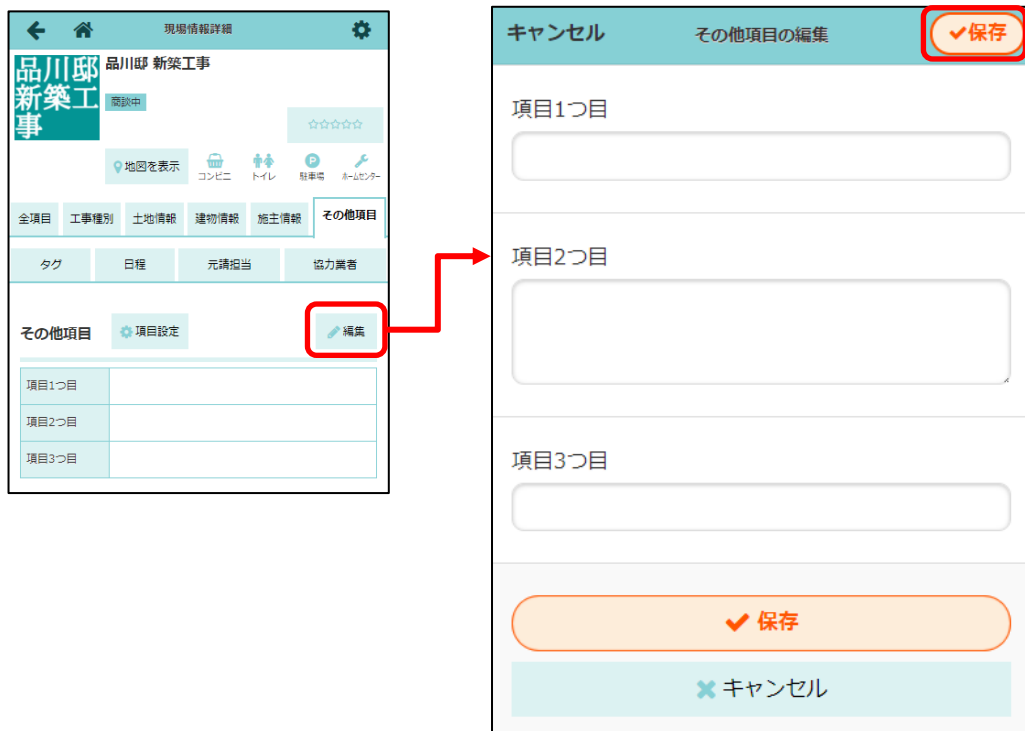 現場情報詳細
品川邸
新築工
事
品川邸 新築工事
商談中
☆☆☆☆☆
地図を表示
コンビニ
トイレ
P
駐車場
ホームセンター
全項目
工事種別
土地情報
建物情報
施主情報
その他項目
タグ
日程
元請担当
協力業者
その他項目
項目設定
編集
項目1つ目
項目2つ目
項目3つ目
キャンセル
その他項目の編集
保存
項目1つ目
項目2つ目
項目3つ目
保存
キャンセル